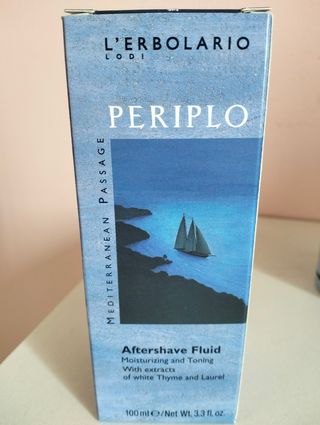 L'ERBOLARIO
LODI
PERIPLO
MEDITERRANEAN PASSAGE
Aftershave Fluid
Moisturizing and Toning
With extracts
of white Thyme and Laurel
100 ml ℮/Net Wt. 3.3 fl. oz.